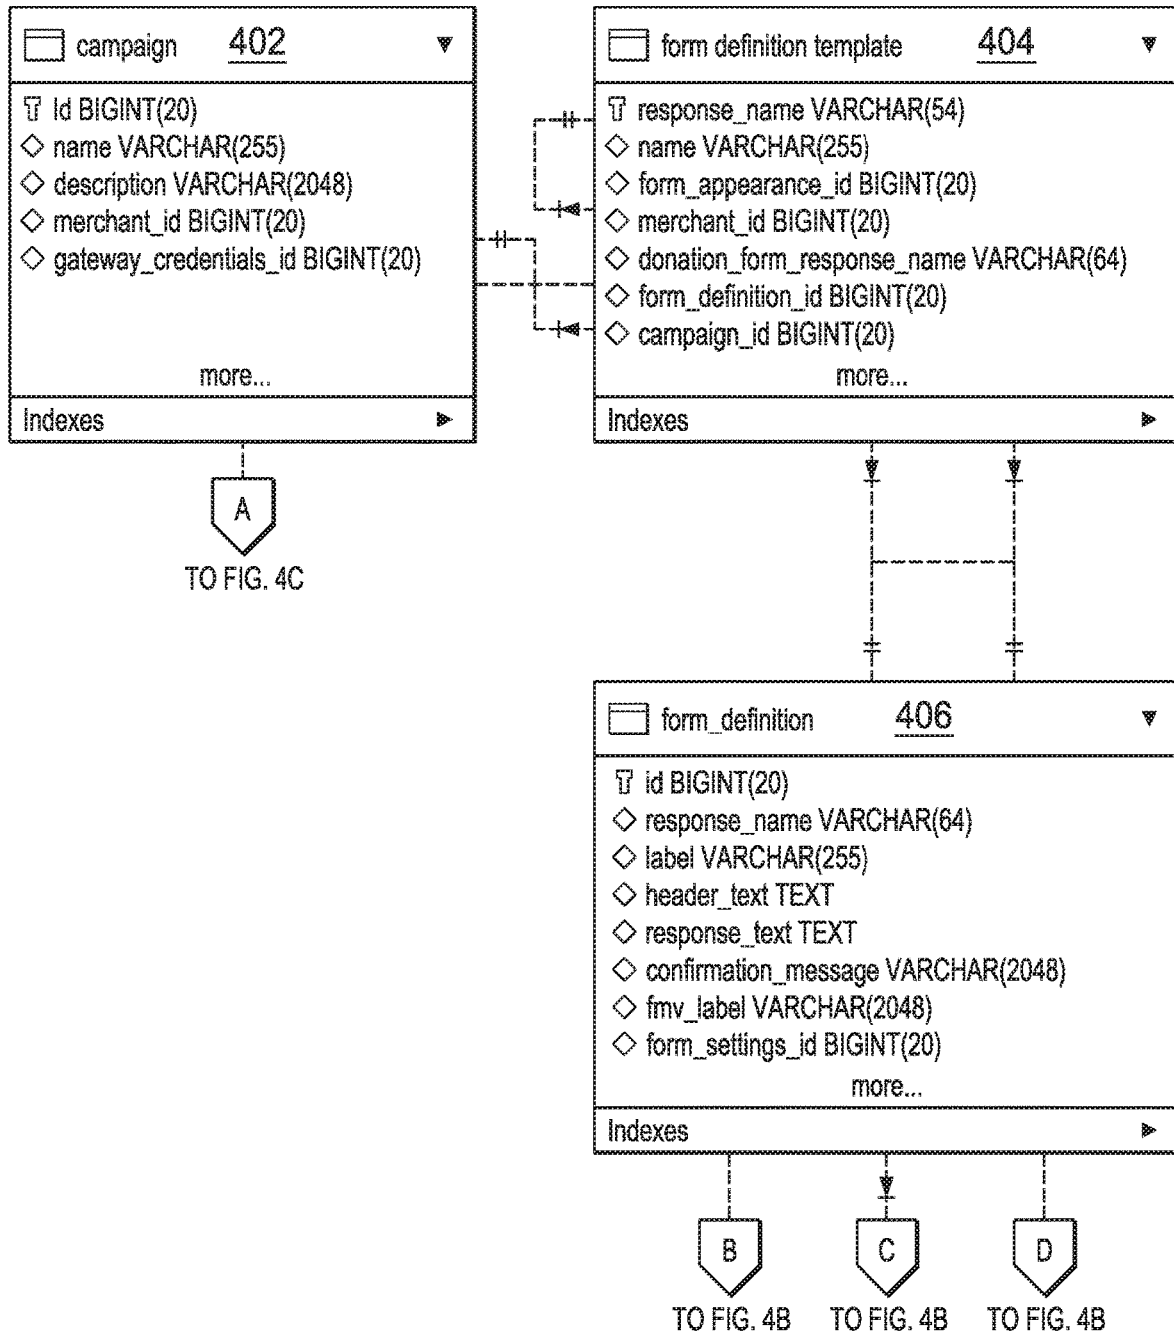 campaign 402
Id BIGINT(20)
name VARCHAR(255)
description VARCHAR(2048)
merchant_id BIGINT(20)
gateway_credentials_id BIGINT(20)
more...
Indexes
A
TO FIG. 4C
form definition template 404
response_name VARCHAR(54)
name VARCHAR(255)
form_appearance_id BIGINT(20)
merchant_id BIGINT(20)
donation_form_response_name VARCHAR(64)
form_definition_id BIGINT(20)
campaign_id BIGINT(20)
more...
Indexes
form_definition 406
id BIGINT(20)
response_name VARCHAR(64)
label VARCHAR(255)
header_text TEXT
response_text TEXT
confirmation_message VARCHAR(2048)
fmv_label VARCHAR(2048)
form_settings_id BIGINT(20)
more...
Indexes
B C D
TO FIG. 4B TO FIG. 4B TO FIG. 4B